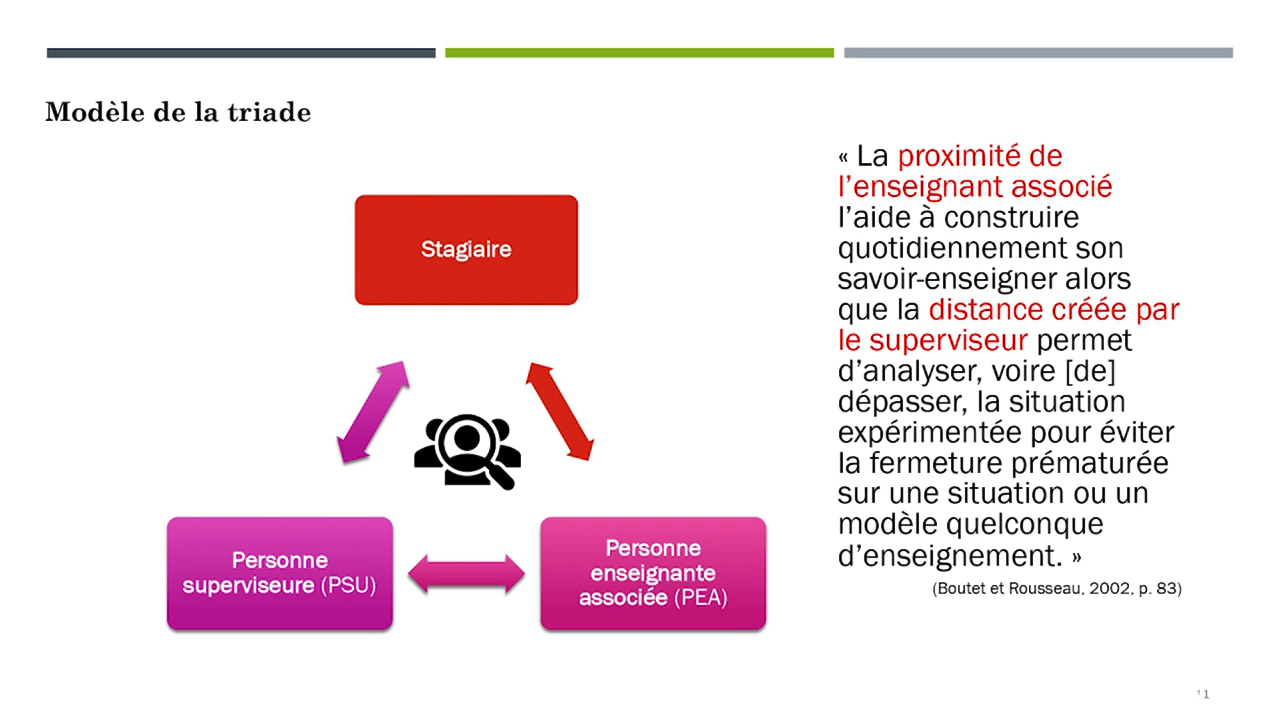 Modèle de la triade
Stagiaire
Personne
superviseure (PSU)
Personne
enseignante
associée (PEA)
« La proximité de
l’enseignant associé
l’aide à construire
quotidiennement son
savoir-enseigner alors
que la distance créée par
le superviseur permet
d’analyser, voire [de]
dépasser, la situation
expérimentée pour éviter
la fermeture prématurée
sur une situation ou un
modèle quelconque
d’enseignement. »
(Boutet et Rousseau, 2002, p. 83)